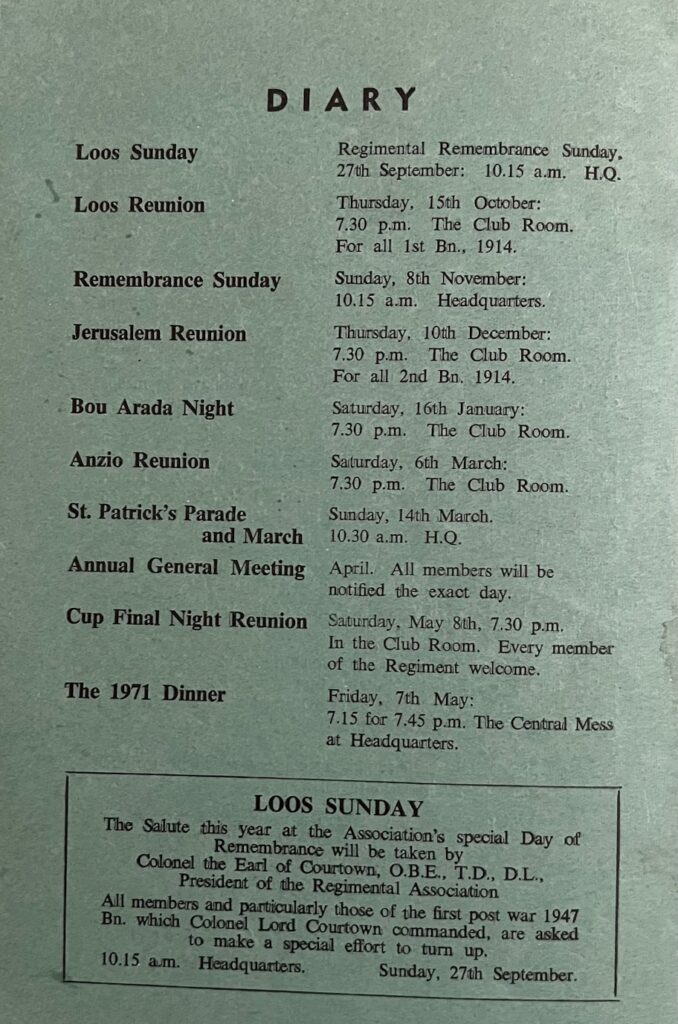 DIARY
Loos Sunday Regimental Remembrance Sunday,
27th September: 10.15 a.m. H.Q.
Loos Reunion Thursday, 15th October:
7.30 p.m. The Club Room.
For all 1st Bn., 1914.
Remembrance Sunday Sunday, 8th November:
10.15 a.m. Headquarters.
Jerusalem Reunion Thursday, 10th December:
7.30 p.m. The Club Room.
For all 2nd Bn. 1914.
Bou Arada Night Saturday, 16th January:
7.30 p.m. The Club Room.
Anzio Reunion Saturday, 6th March:
7.30 p.m. The Club Room.
St. Patrick's Parade Sunday, 14th March.
and March 10.30 a.m. H.Q.
Annual General Meeting April. All members will be
notified the exact day.
Cup Final Night Reunion Saturday, May 8th, 7.30 p.m.
In the Club Room. Every member
of the Regiment welcome.
The 1971 Dinner Friday, 7th May:
7.15 for 7.45 p.m. The Central Mess
at Headquarters.
LOOS SUNDAY
The Salute this year at the Association's special Day of
Remembrance will be taken by
Colonel the Earl of Courtown, O.B.E., T.D., D.L.,
President of the Regimental Association
All members and particularly those of the first post war 1947
Bn. which Colonel Lord Courtown commanded, are asked
to make a special effort to turn up.
10.15 a.m. Headquarters. Sunday, 27th September.